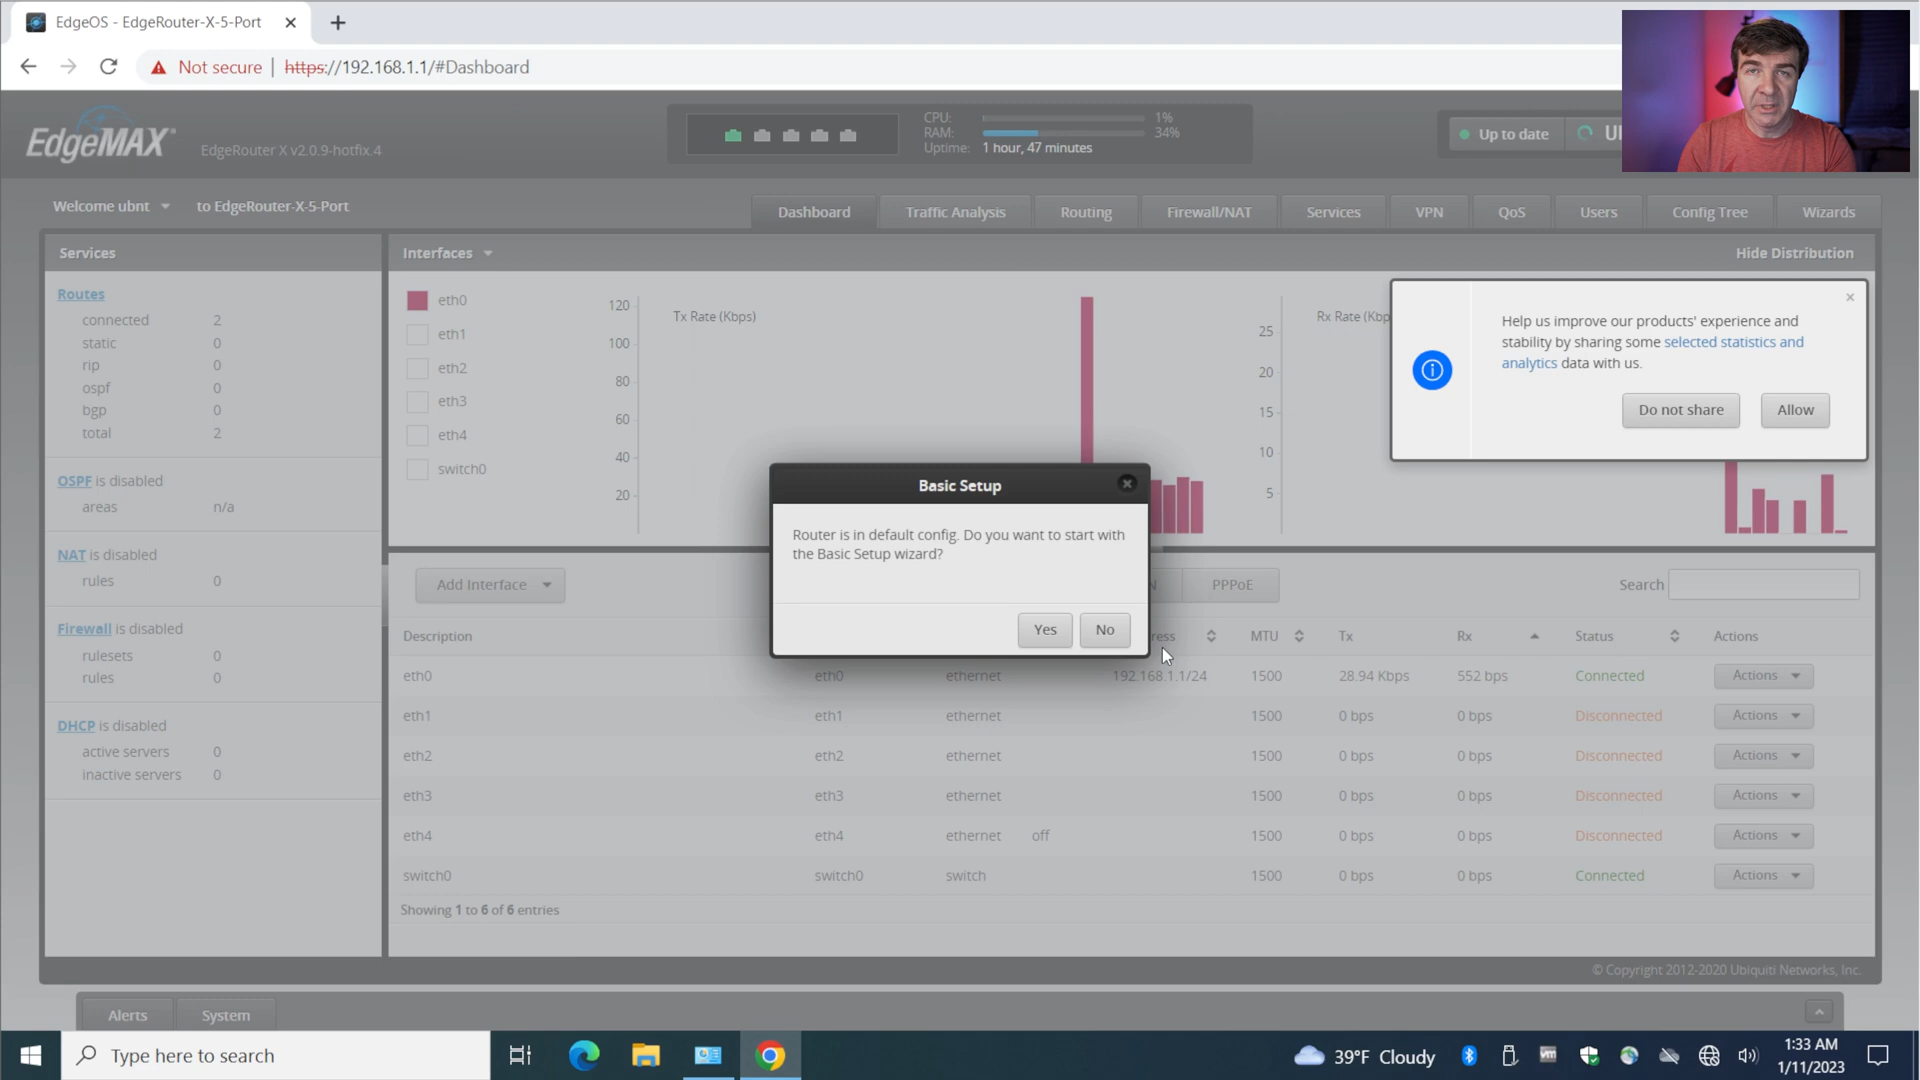 EdgeOS - EdgeRouter-X-5-Port
Not secure
https://192.168.1.1/#Dashboard
EdgeMAX
EdgeRouter X v2.0.9-hotfix.4
CPU: 1%
RAM: 34%
Uptime: 1 hour, 47 minutes
Up to date
Welcome ubnt
to EdgeRouter-X-5-Port
Dashboard
Traffic Analysis
Routing
Firewall/NAT
Services
VPN
QoS
Users
Config Tree
Wizards
Services
Routes
connected 2
static 0
rip 0
ospf 0
bgp 0
total 2
OSPF is disabled
areas n/a
NAT is disabled
rules 0
Firewall is disabled
rulesets 0
rules 0
DHCP is disabled
active servers 0
inactive servers 0
Interfaces
Hide Distribution
eth0
eth1
eth2
eth3
eth4
switch0
Tx Rate (Kbps)
120
100
80
60
40
20
Rx Rate (Kbp
25
20
15
10
5
Help us improve our products' experience and
stability by sharing some selected statistics and
analytics data with us.
Do not share
Allow
Basic Setup
Router is in default config. Do you want to start with
the Basic Setup wizard?
Yes
No
Add Interface
PPPoE
Search
Description MTU Tx Rx Status Actions
eth0 eth0 ethernet 192.168.1.1/24 1500 28.94 Kbps 552 bps Connected Actions
eth1 eth1 ethernet 1500 0 bps 0 bps Disconnected Actions
eth2 eth2 ethernet 1500 0 bps 0 bps Disconnected Actions
eth3 eth3 ethernet 1500 0 bps 0 bps Disconnected Actions
eth4 eth4 ethernet off 1500 0 bps 0 bps Disconnected Actions
switch0 switch0 switch 1500 0 bps 0 bps Connected Actions
Showing 1 to 6 of 6 entries
© Copyright 2012-2020 Ubiquiti Networks, Inc.
Alerts
System
Type here to search
39°F Cloudy
1:33 AM
1/11/2023